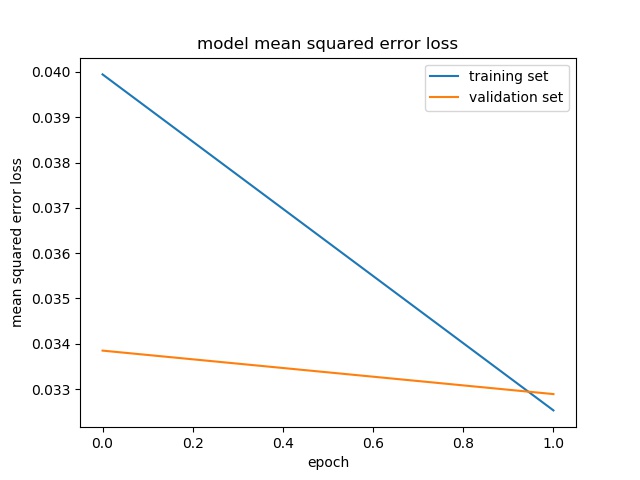 model mean squared error loss
training set
validation set
mean squared error loss
0.040
0.039
0.038
0.037
0.036
0.035
0.034
0.033
0.0 0.2 0.4 0.6 0.8 1.0
epoch